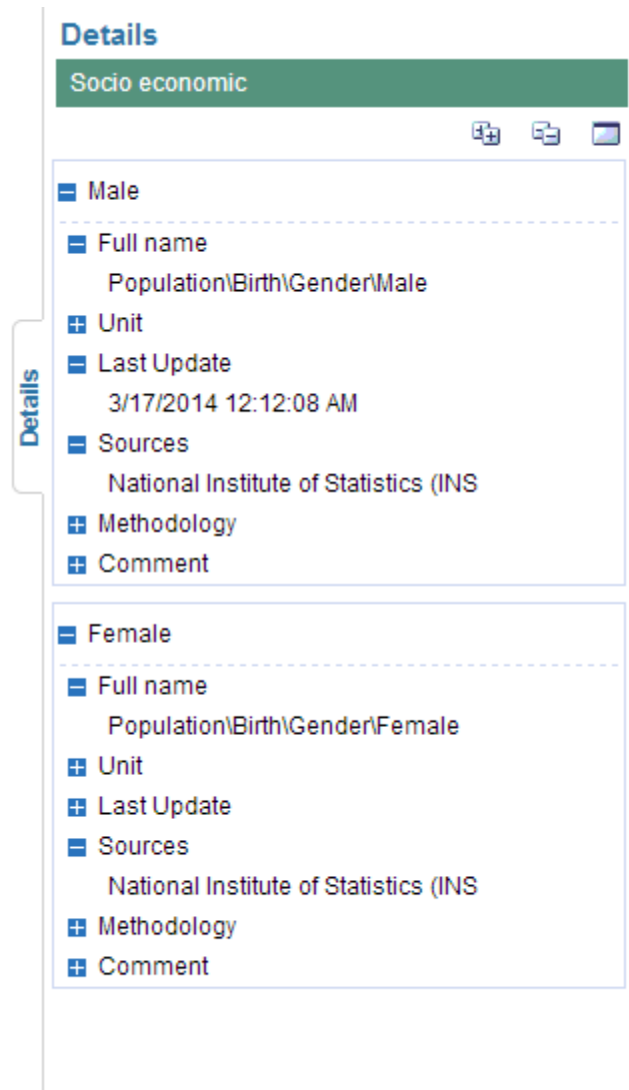 Details
Socio economic
Male
Full name
Population\Birth\Gender\Male
Unit
Last Update
3/17/2014 12:12:08 AM
Sources
National Institute of Statistics (INS
Methodology
Comment
Details
Female
Full name
Population\Birth\Gender\Female
Unit
Last Update
Sources
National Institute of Statistics (INS
Methodology
Comment